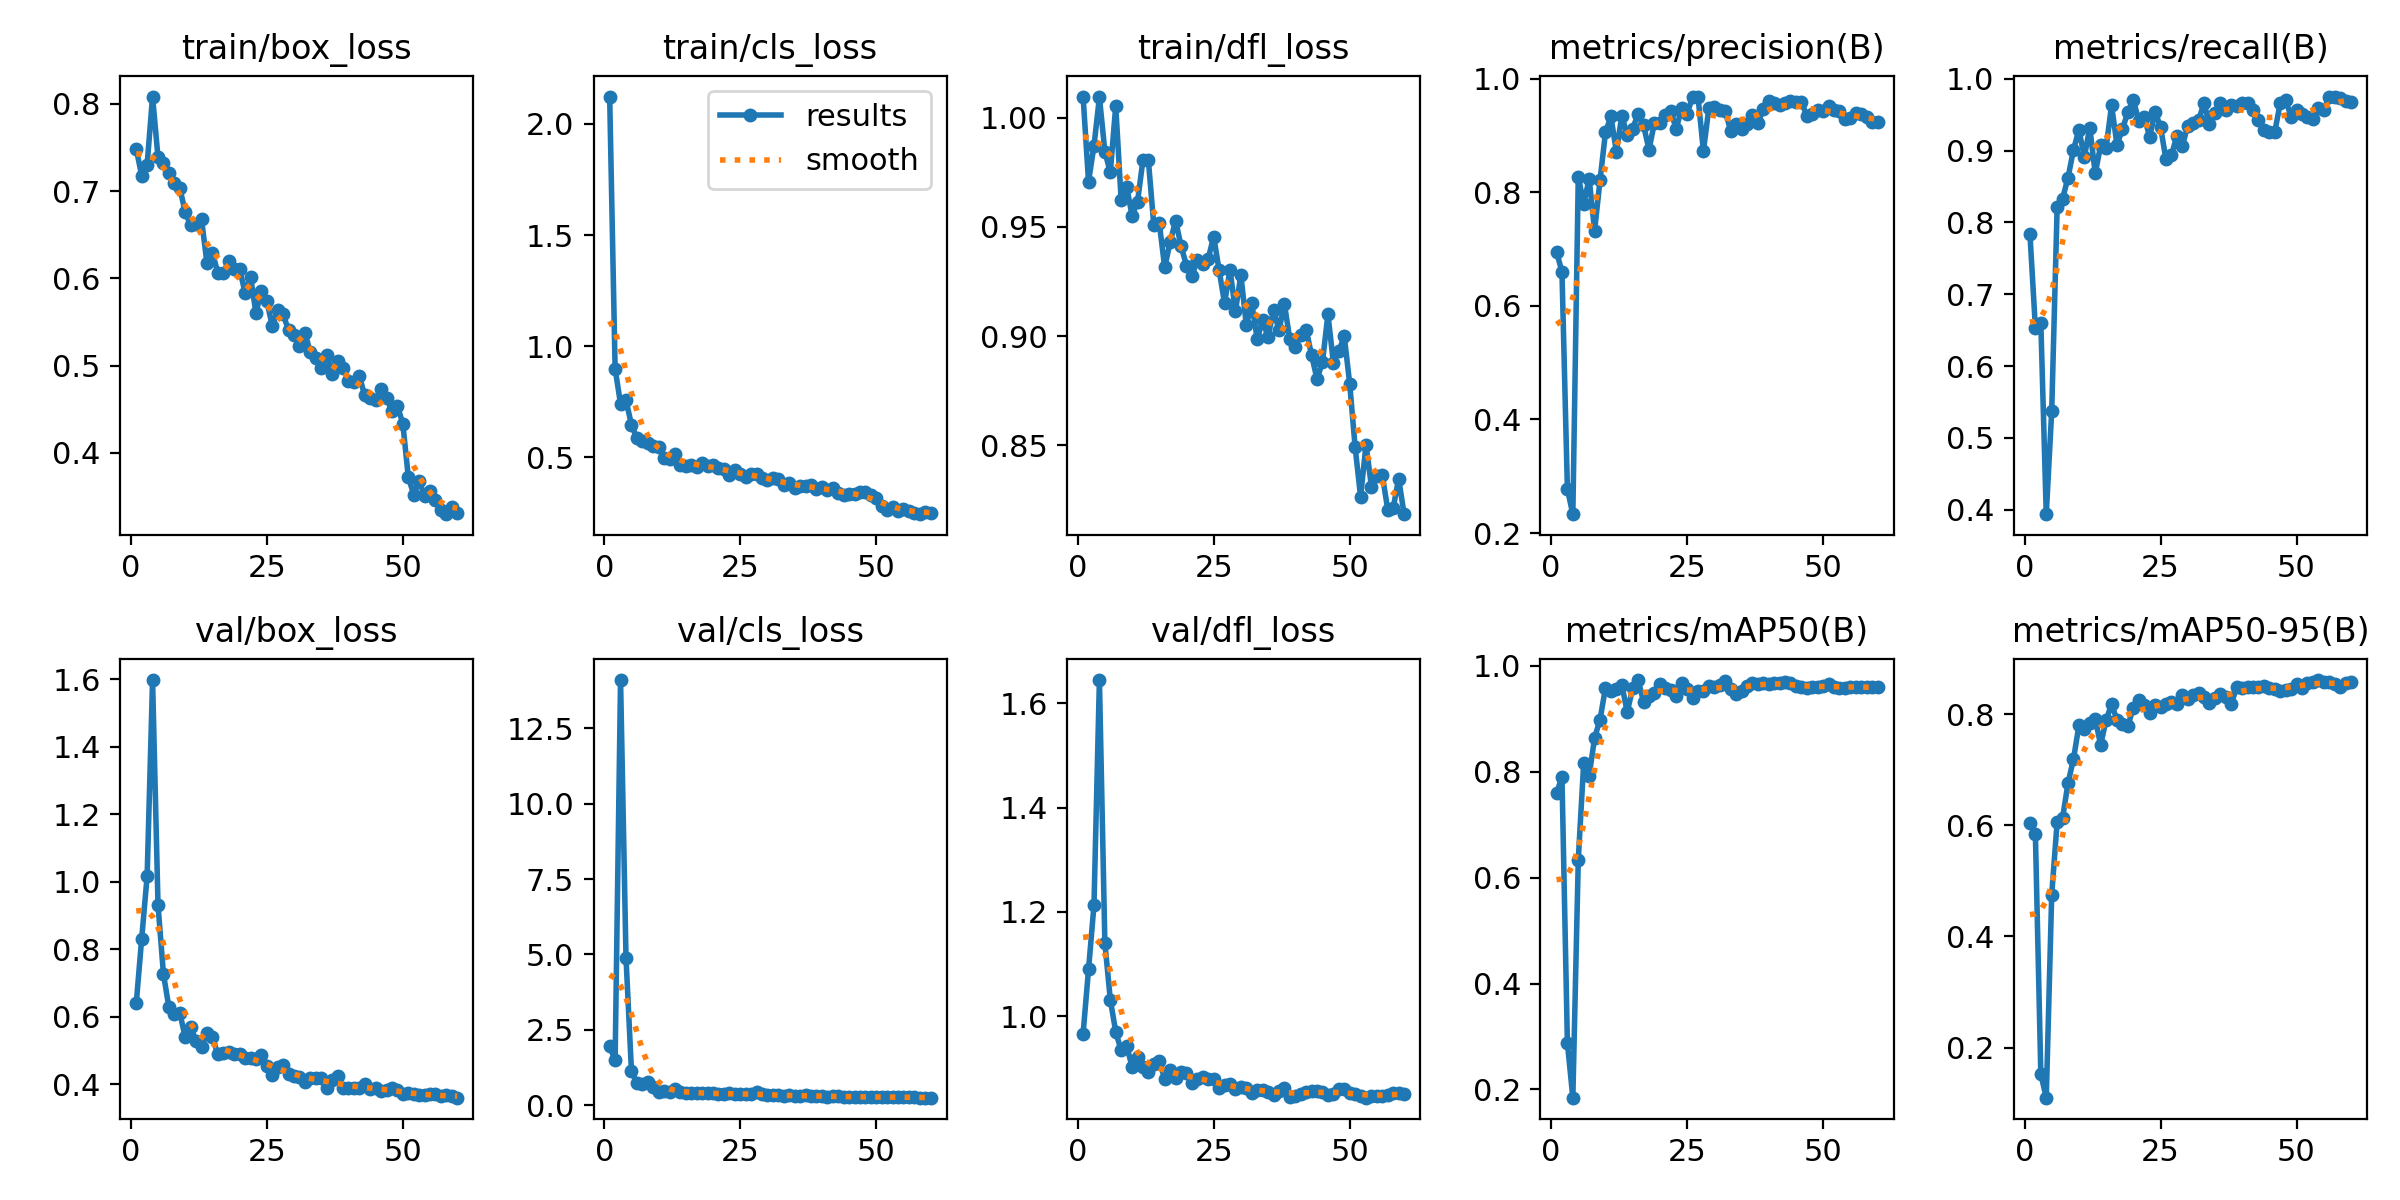 train/box_loss
train/cls_loss
train/dfl_loss
metrics/precision(B)
metrics/recall(B)
0.8
0.7
0.6
0.5
0.4
0 25 50
2.0
1.5
1.0
0.5
results
smooth
0 25 50
1.00
0.95
0.90
0.85
0 25 50
1.0
0.8
0.6
0.4
0.2
0 25 50
1.0
0.9
0.8
0.7
0.6
0.5
0.4
0 25 50
val/box_loss
val/cls_loss
val/dfl_loss
metrics/mAP50(B)
metrics/mAP50-95(B)
1.6
1.4
1.2
1.0
0.8
0.6
0.4
0 25 50
12.5
10.0
7.5
5.0
2.5
0.0
0 25 50
1.6
1.4
1.2
1.0
0 25 50
1.0
0.8
0.6
0.4
0.2
0 25 50
0.8
0.6
0.4
0.2
0 25 50